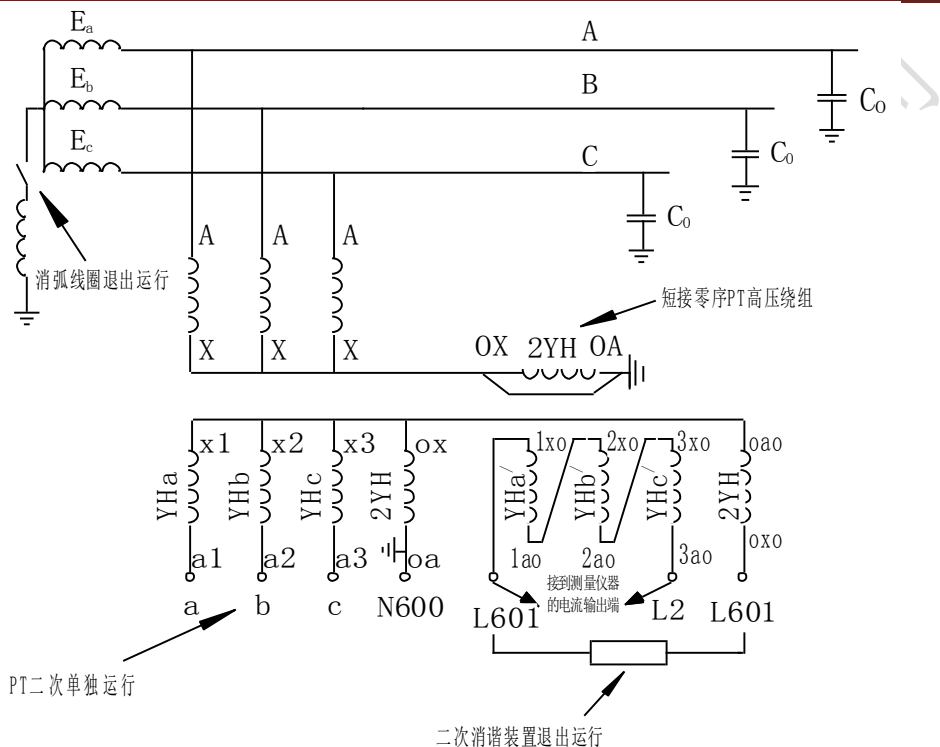 Ea
A
Eb
B
C₀
Ec
C
C₀
C₀
A A A
消弧线圈退出运行
短接零序PT高压绕组
X X X
OX 2YH OA
x1 x2 x3 ox 1xo 2xo 3xo oao
YHa YHb YHc 2YH YHa′ YHb′ YHc′ 2YH
a1 a2 a3 oa 1ao 2ao 3ao oxo
接到测量仪器
的电流输出端
a b c N600 L601 L2 L601
PT二次单独运行
二次消谐装置退出运行